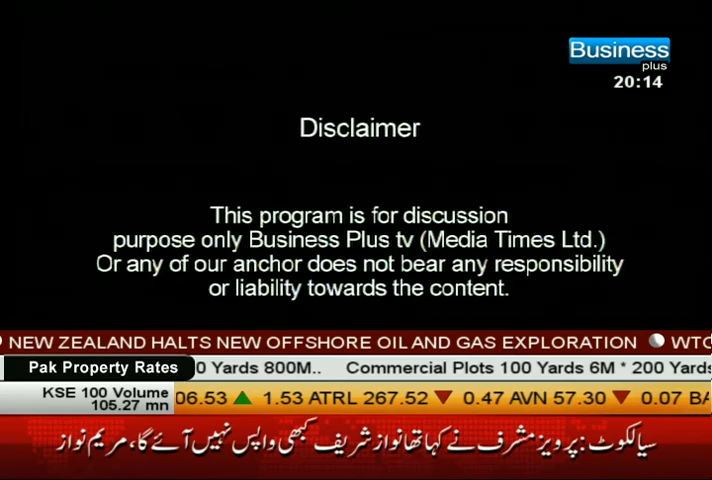 Business
plus
20:14
Disclaimer
This program is for discussion
purpose only Business Plus tv (Media Times Ltd.)
Or any of our anchor does not bear any responsibility
or liability towards the content.
NEW ZEALAND HALTS NEW OFFSHORE OIL AND GAS EXPLORATION WTO
Pak Property Rates 0 Yards 800M.. Commercial Plots 100 Yards 6M * 200 Yards
KSE 100 Volume
105.27 mn
06.53 1.53 ATRL 267.52 0.47 AVN 57.30 0.07 BA
سیالکوٹ: پرویز مشرف نے کہا تھا نواز شریف کبھی واپس نہیں آئے گا، مریم نواز